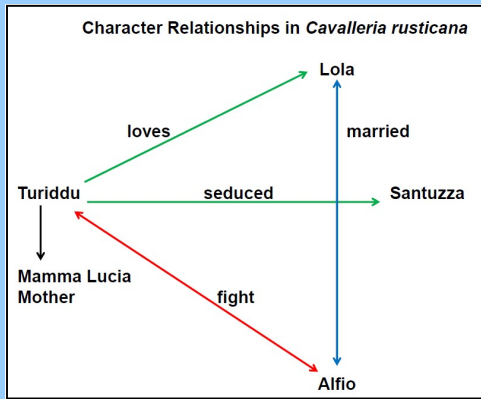 Character Relationships in Cavalleria rusticana
Lola
loves
married
Turiddu
seduced
Santuzza
Mamma Lucia
Mother
fight
Alfio